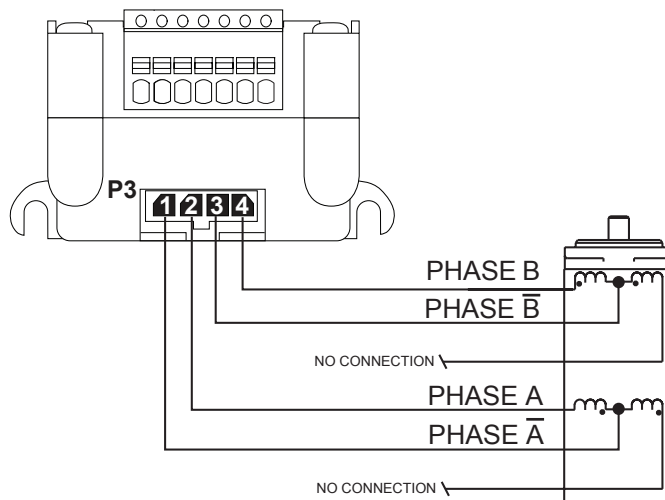 P3
1 2 3 4
PHASE B
PHASE B̅
NO CONNECTION
PHASE A
PHASE A̅
NO CONNECTION